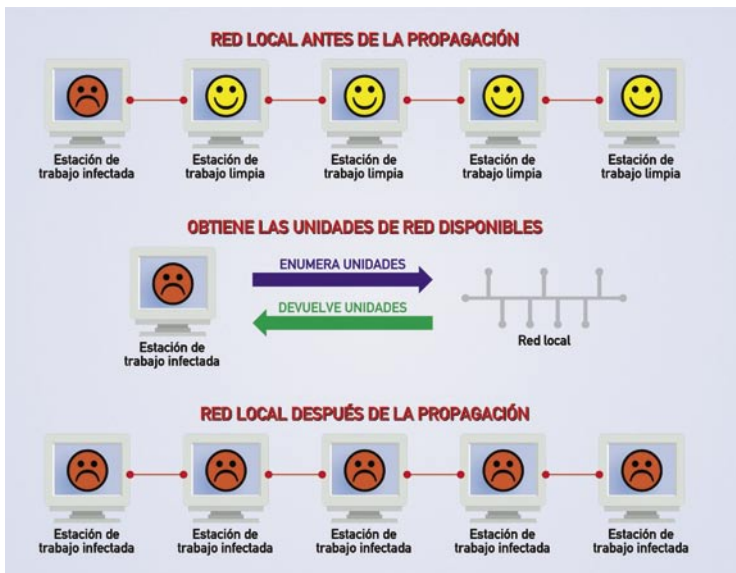 RED LOCAL ANTES DE LA PROPAGACIÓN
Estación de
trabajo infectada
Estación de
trabajo limpia
Estación de
trabajo limpia
Estación de
trabajo limpia
Estación de
trabajo limpia
OBTIENE LAS UNIDADES DE RED DISPONIBLES
ENUMERA UNIDADES
DEVUELVE UNIDADES
Estación de
trabajo infectada
Red local
RED LOCAL DESPUÉS DE LA PROPAGACIÓN
Estación de
trabajo infectada
Estación de
trabajo infectada
Estación de
trabajo infectada
Estación de
trabajo infectada
Estación de
trabajo infectada